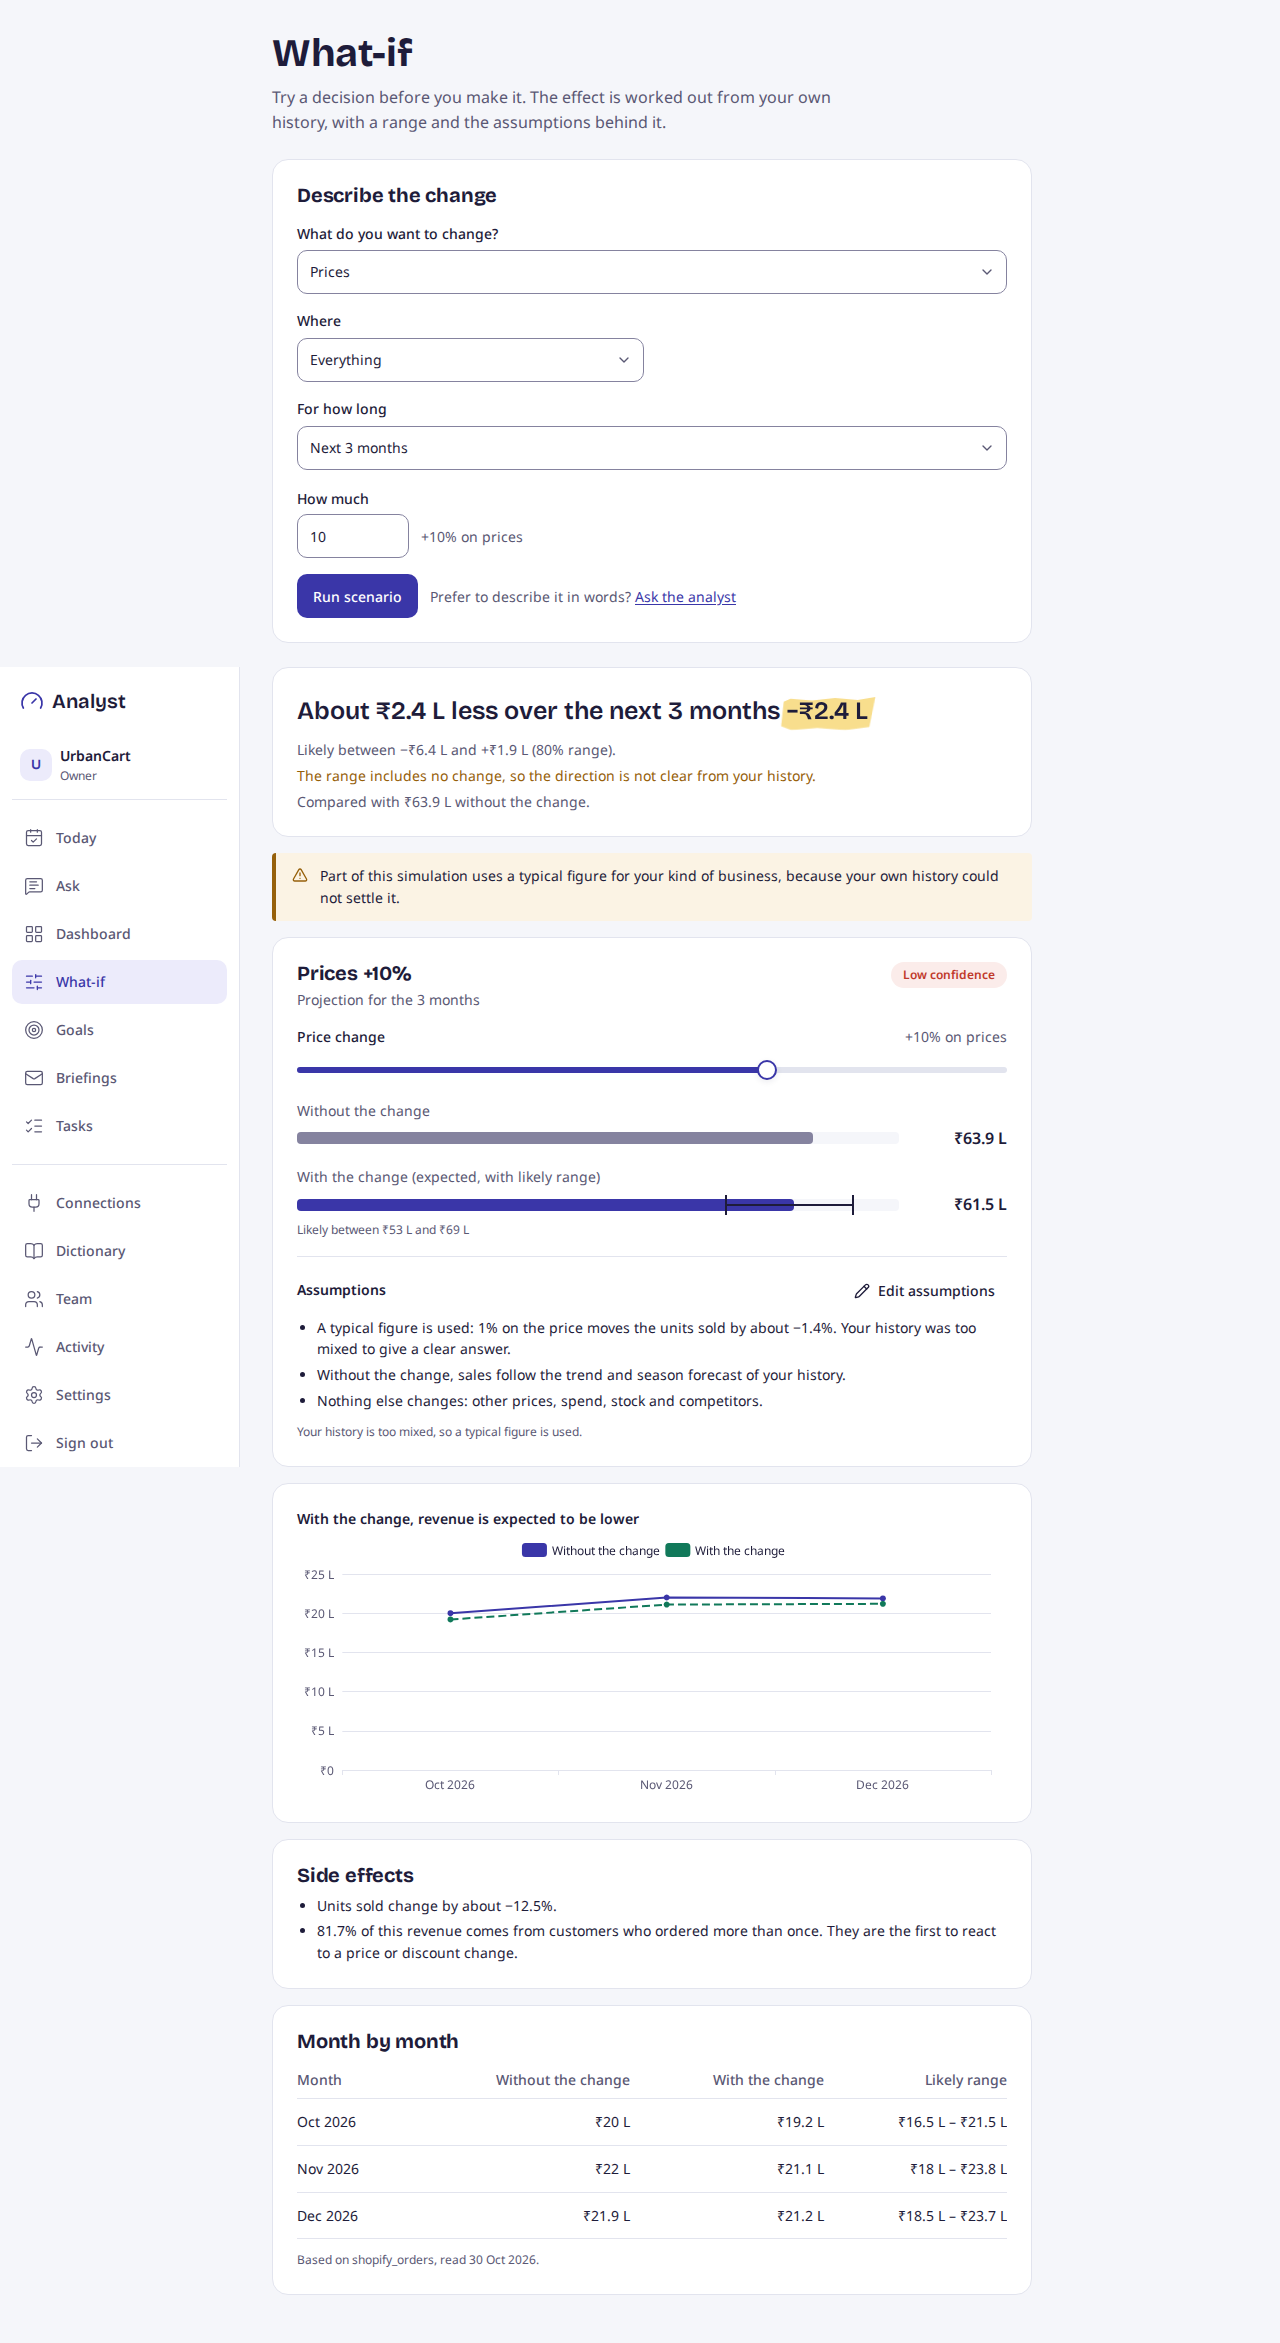 What-if
Try a decision before you make it. The effect is worked out from your own
history, with a range and the assumptions behind it.
Describe the change
What do you want to change?
Prices
Where
Everything
For how long
Next 3 months
How much
10
+10% on prices
Run scenario
Prefer to describe it in words? Ask the analyst
Analyst
U
UrbanCart
Owner
Today
Ask
Dashboard
What-if
Goals
Briefings
Tasks
Connections
Dictionary
Team
Activity
Settings
Sign out
About ₹2.4 L less over the next 3 months −₹2.4 L
Likely between −₹6.4 L and +₹1.9 L (80% range).
The range includes no change, so the direction is not clear from your history.
Compared with ₹63.9 L without the change.
Part of this simulation uses a typical figure for your kind of business, because your own history could
not settle it.
Prices +10%
Low confidence
Projection for the 3 months
Price change
+10% on prices
Without the change
₹63.9 L
With the change (expected, with likely range)
₹61.5 L
Likely between ₹53 L and ₹69 L
Assumptions
Edit assumptions
• A typical figure is used: 1% on the price moves the units sold by about −1.4%. Your history was too
mixed to give a clear answer.
• Without the change, sales follow the trend and season forecast of your history.
• Nothing else changes: other prices, spend, stock and competitors.
Your history is too mixed, so a typical figure is used.
With the change, revenue is expected to be lower
Without the change With the change
₹25 L
₹20 L
₹15 L
₹10 L
₹5 L
₹0
Oct 2026 Nov 2026 Dec 2026
Side effects
• Units sold change by about −12.5%.
• 81.7% of this revenue comes from customers who ordered more than once. They are the first to react
to a price or discount change.
Month by month
Month Without the change With the change Likely range
Oct 2026 ₹20 L ₹19.2 L ₹16.5 L – ₹21.5 L
Nov 2026 ₹22 L ₹21.1 L ₹18 L – ₹23.8 L
Dec 2026 ₹21.9 L ₹21.2 L ₹18.5 L – ₹23.7 L
Based on shopify_orders, read 30 Oct 2026.